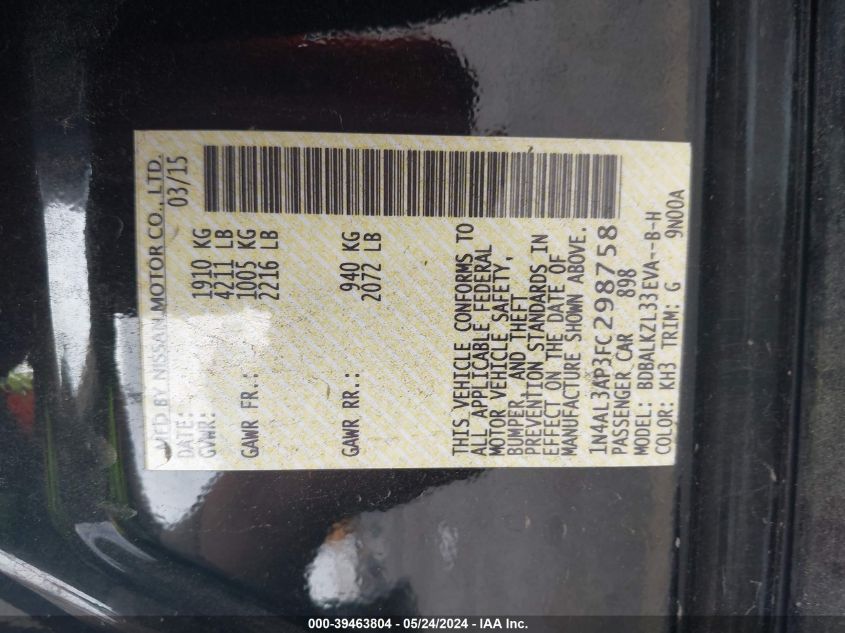 MFD BY NISSAN MOTOR CO., LTD.
DATE: 03/15
GVWR: 1910 KG
4211 LB
GAWR FR.: 1005 KG
2216 LB
GAWR RR.: 940 KG
2072 LB
THIS VEHICLE CONFORMS TO
ALL APPLICABLE FEDERAL
MOTOR VEHICLE SAFETY,
BUMPER, AND THEFT
PREVENTION STANDARDS IN
EFFECT ON THE DATE OF
MANUFACTURE SHOWN ABOVE.
1N4AL3AP3FC298758
PASSENGER CAR 898
MODEL: BDBALKZL33EVA--B-H
COLOR: KH3 TRIM: G 9N00A
000-39463804 - 05/24/2024 - IAA Inc.